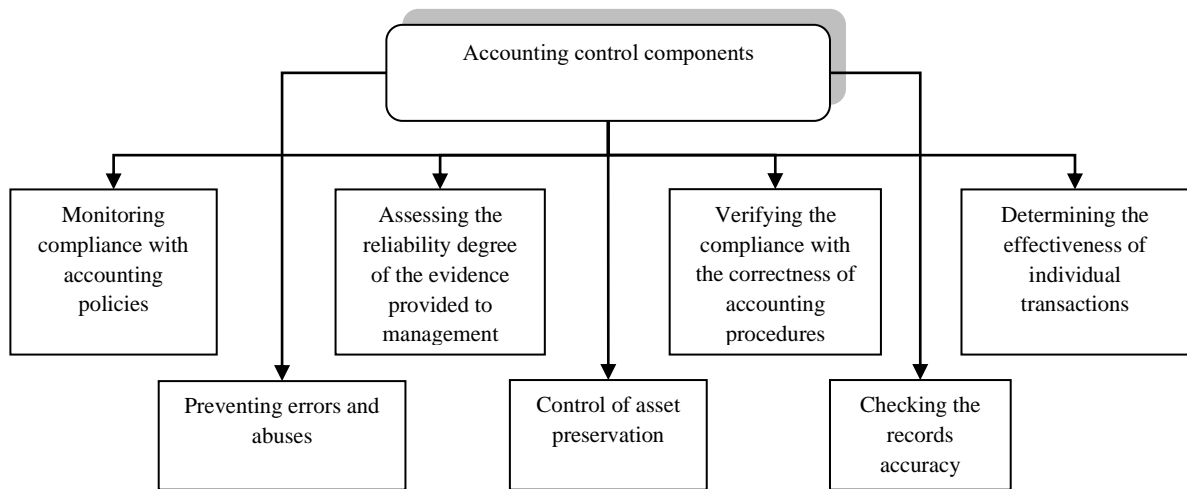 Accounting control components
Monitoring
compliance with
accounting
policies
Assessing the
reliability degree
of the evidence
provided to
management
Verifying the
compliance with
the correctness of
accounting
procedures
Determining the
effectiveness of
individual
transactions
Preventing errors and
abuses
Control of asset
preservation
Checking the
records
accuracy